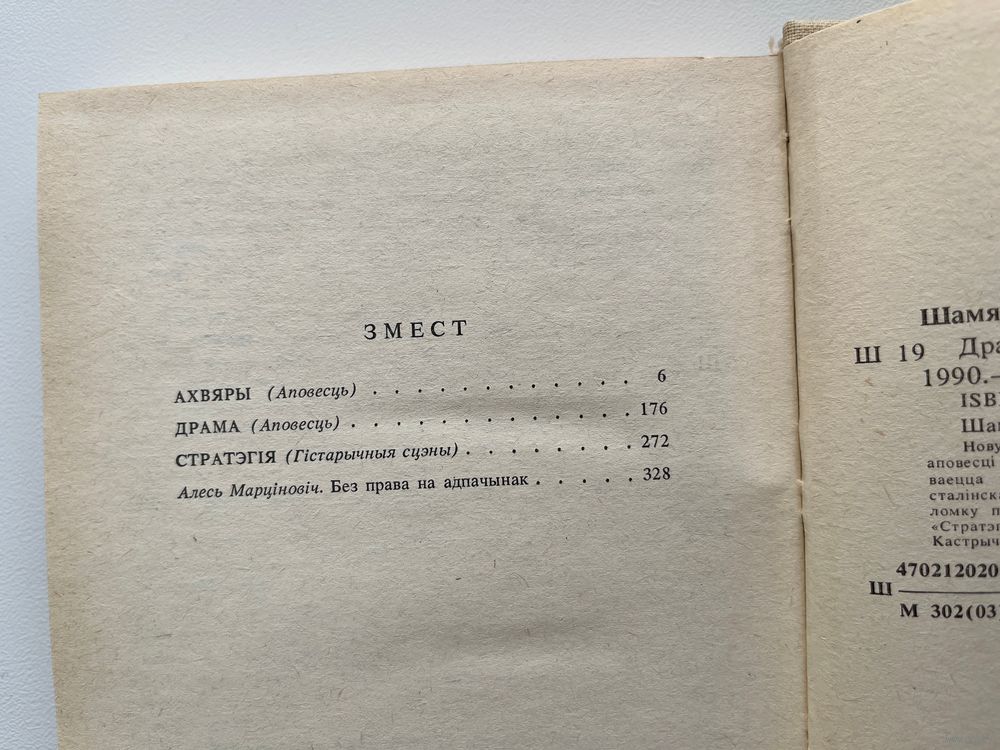 ЗМЕСТ
АХВЯРЫ (Аповесць) . . . . . . . . . . . . 6
ДРАМА (Аповесць) . . . . . . . . . . . . . 176
СТРАТЭГІЯ (Гістарычныя сцэны) . . . . . . . . 272
Алесь Марціновіч. Без права на адпачынак . . . . . 328
Шамя
Ш 19 Дра
1990.—
ISB
Шам
Нову
аповесці
ваецца
сталінска
ломку п
«Стратэг
Кастрыч
470212020
Ш
М 302(03)